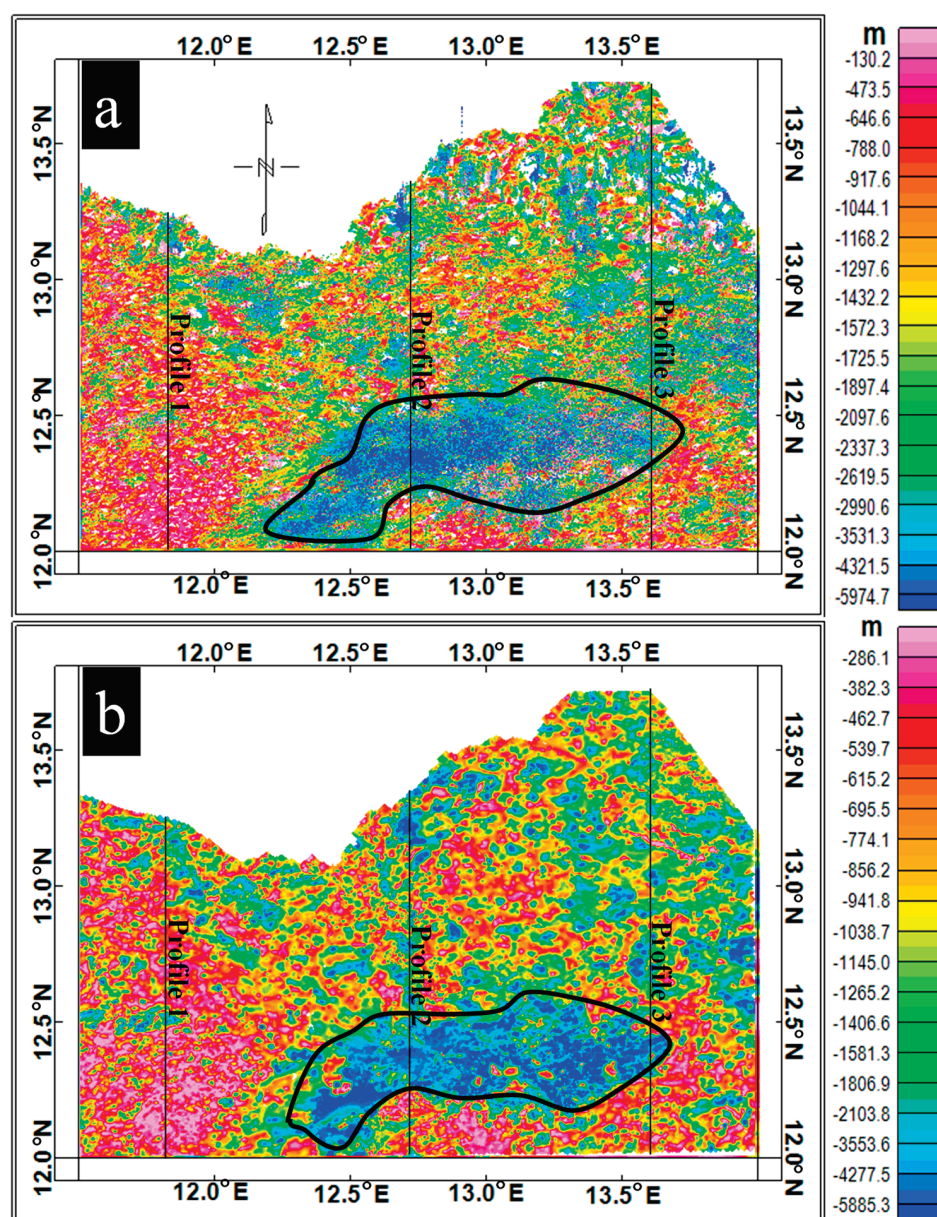 12.0°E 12.5°E 13.0°E 13.5°E
m
a
N
13.5°N
13.0°N
12.5°N
12.0°N
13.5°N
13.0°N
12.5°N
12.0°N
Profile 1
Profile 2
Profile 3
12.0°E 12.5°E 13.0°E 13.5°E
-130.2
-473.5
-646.6
-788.0
-917.6
-1044.1
-1168.2
-1297.6
-1432.2
-1572.3
-1725.5
-1897.4
-2097.6
-2337.3
-2619.5
-2990.6
-3531.3
-4321.5
-5974.7
12.0°E 12.5°E 13.0°E 13.5°E
m
b
13.5°N
13.0°N
12.5°N
12.0°N
13.5°N
13.0°N
12.5°N
12.0°N
Profile 1
Profile 2
Profile 3
12.0°E 12.5°E 13.0°E 13.5°E
-286.1
-382.3
-462.7
-539.7
-615.2
-695.5
-774.1
-856.2
-941.8
-1038.7
-1145.0
-1265.2
-1406.6
-1581.3
-1806.9
-2103.8
-3553.6
-4277.5
-5885.3